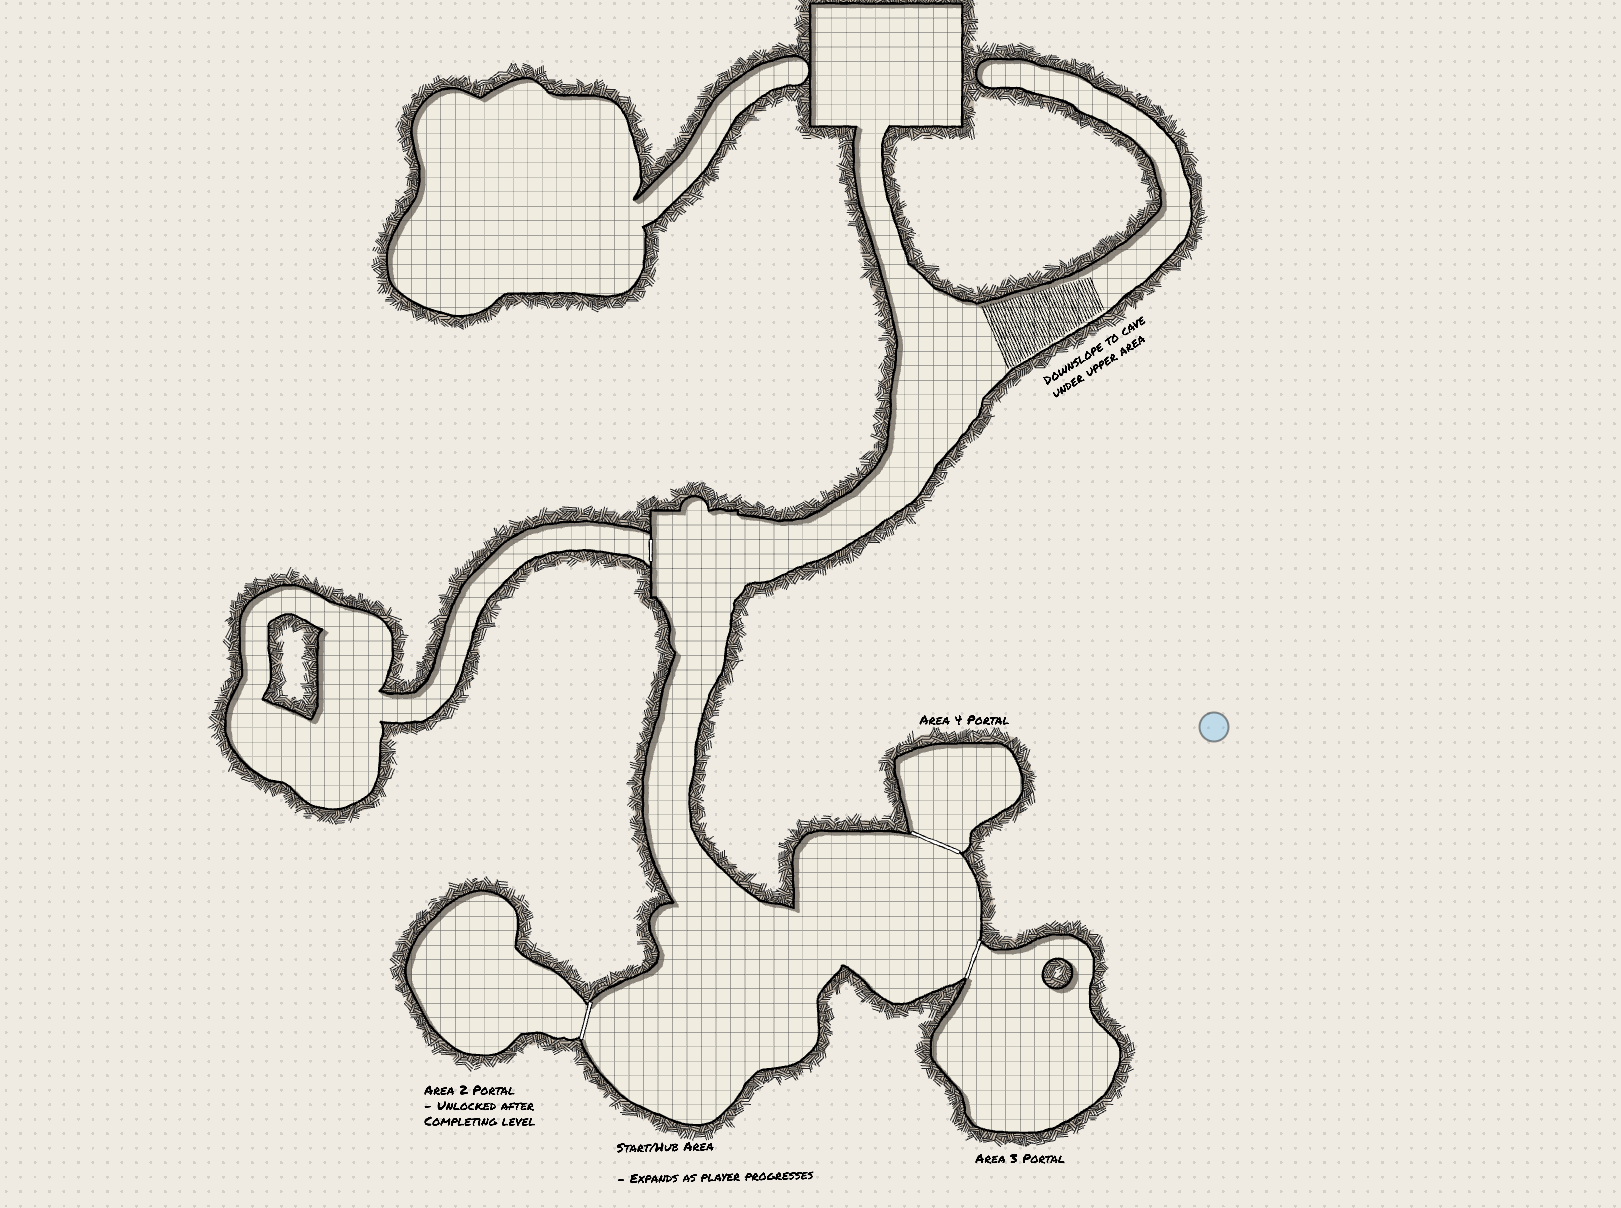 Downslope to cave
under upper area
Area 4 Portal
Area 2 Portal
- Unlocked after
Completing level
Start/Hub Area
- Expands as player progresses
Area 3 Portal